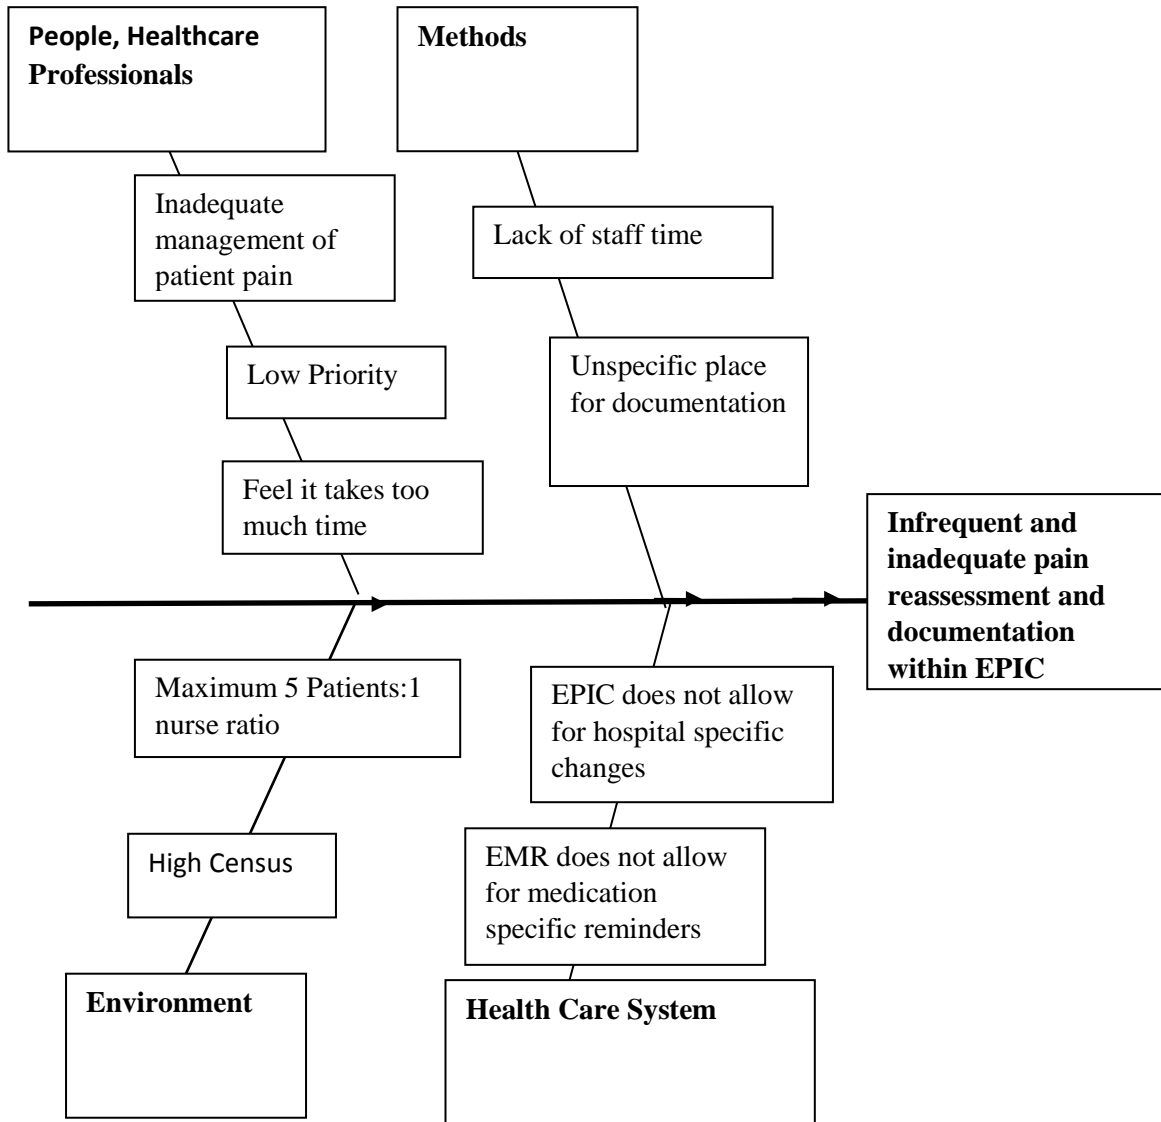 People, Healthcare
Professionals
Methods
Inadequate
management of
patient pain
Lack of staff time
Low Priority
Unspecific place
for documentation
Feel it takes too
much time
Infrequent and
inadequate pain
reassessment and
documentation
within EPIC
Maximum 5 Patients:1
nurse ratio
EPIC does not allow
for hospital specific
changes
High Census
EMR does not allow
for medication
specific reminders
Environment
Health Care System